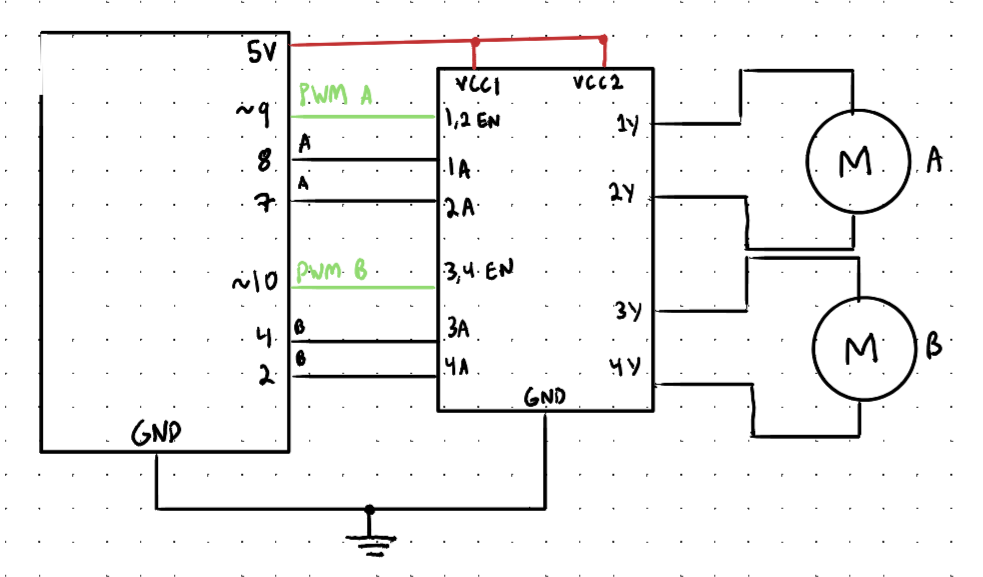 5V
~9
8
7
~10
4
2
GND
PWM A
A
A
PWM B
B
B
VCC1
VCC2
1,2 EN
1A
2A
3,4 EN
3A
4A
1Y
2Y
3Y
4Y
GND
M
A
M
B